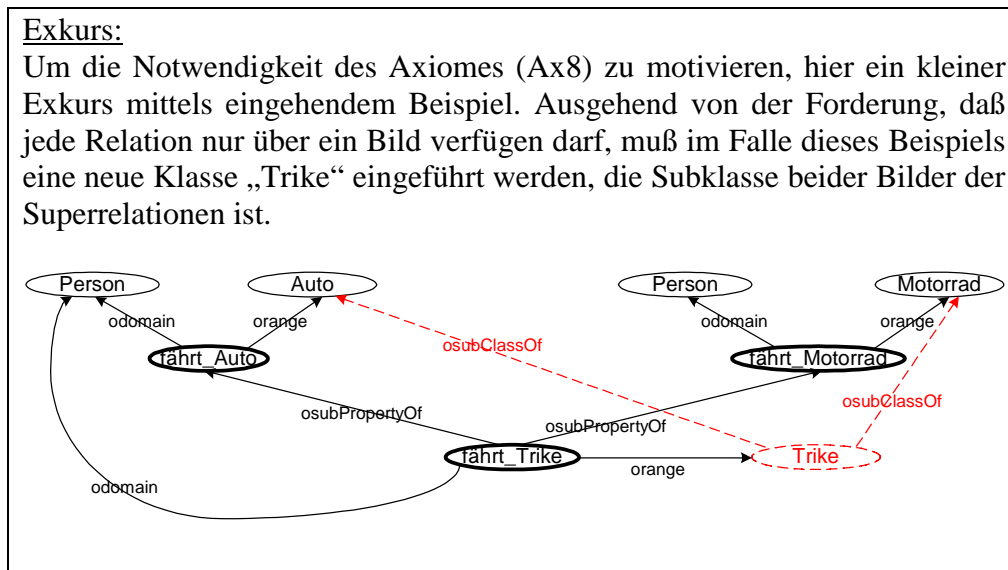 Exkurs:
Um die Notwendigkeit des Axiomes (Ax8) zu motivieren, hier ein kleiner
Exkurs mittels eingehendem Beispiel. Ausgehend von der Forderung, daß
jede Relation nur über ein Bild verfügen darf, muß im Falle dieses Beispiels
eine neue Klasse „Trike“ eingeführt werden, die Subklasse beider Bilder der
Superrelationen ist.
Person Auto Person Motorrad
odomain orange odomain orange
fährt_Auto osubClassOf fährt_Motorrad
osubClassOf
osubPropertyOf osubPropertyOf
fährt_Trike Trike
orange
odomain